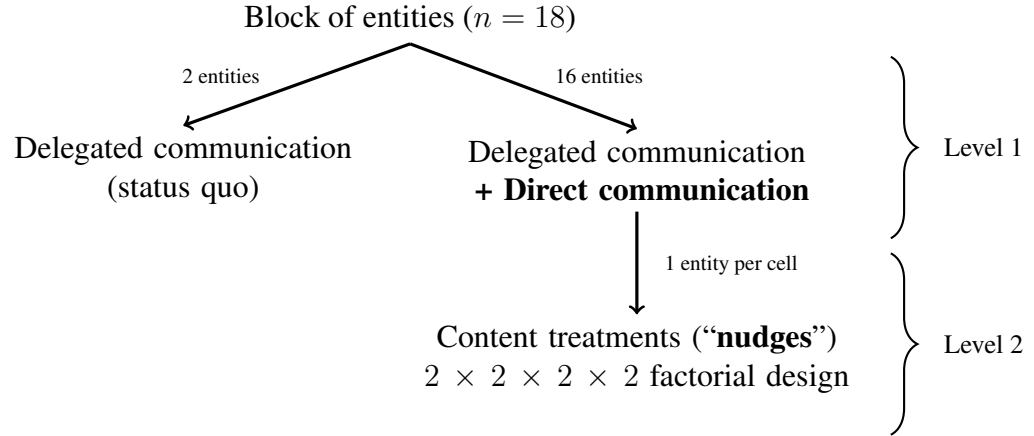 Block of entities (n = 18)
2 entities
16 entities
Delegated communication
(status quo)
Delegated communication
+ Direct communication
Level 1
1 entity per cell
Content treatments (“nudges”)
2 × 2 × 2 × 2 factorial design
Level 2